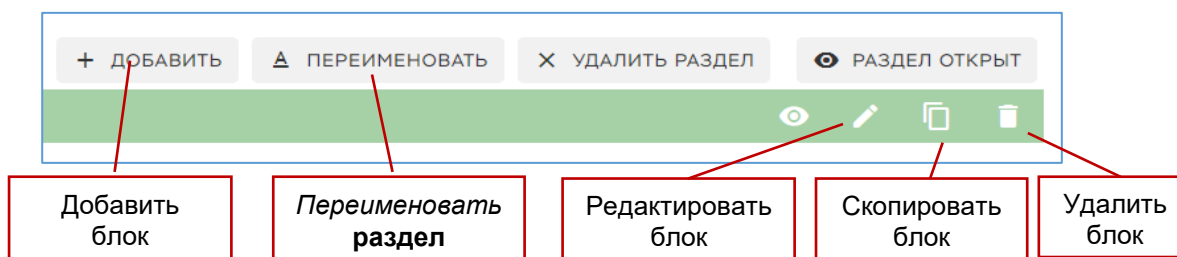 + ДОБАВИТЬ
A ПЕРЕИМЕНОВАТЬ
× УДАЛИТЬ РАЗДЕЛ
РАЗДЕЛ ОТКРЫТ
Добавить
блок
Переименовать
раздел
Редактировать
блок
Скопировать
блок
Удалить
блок